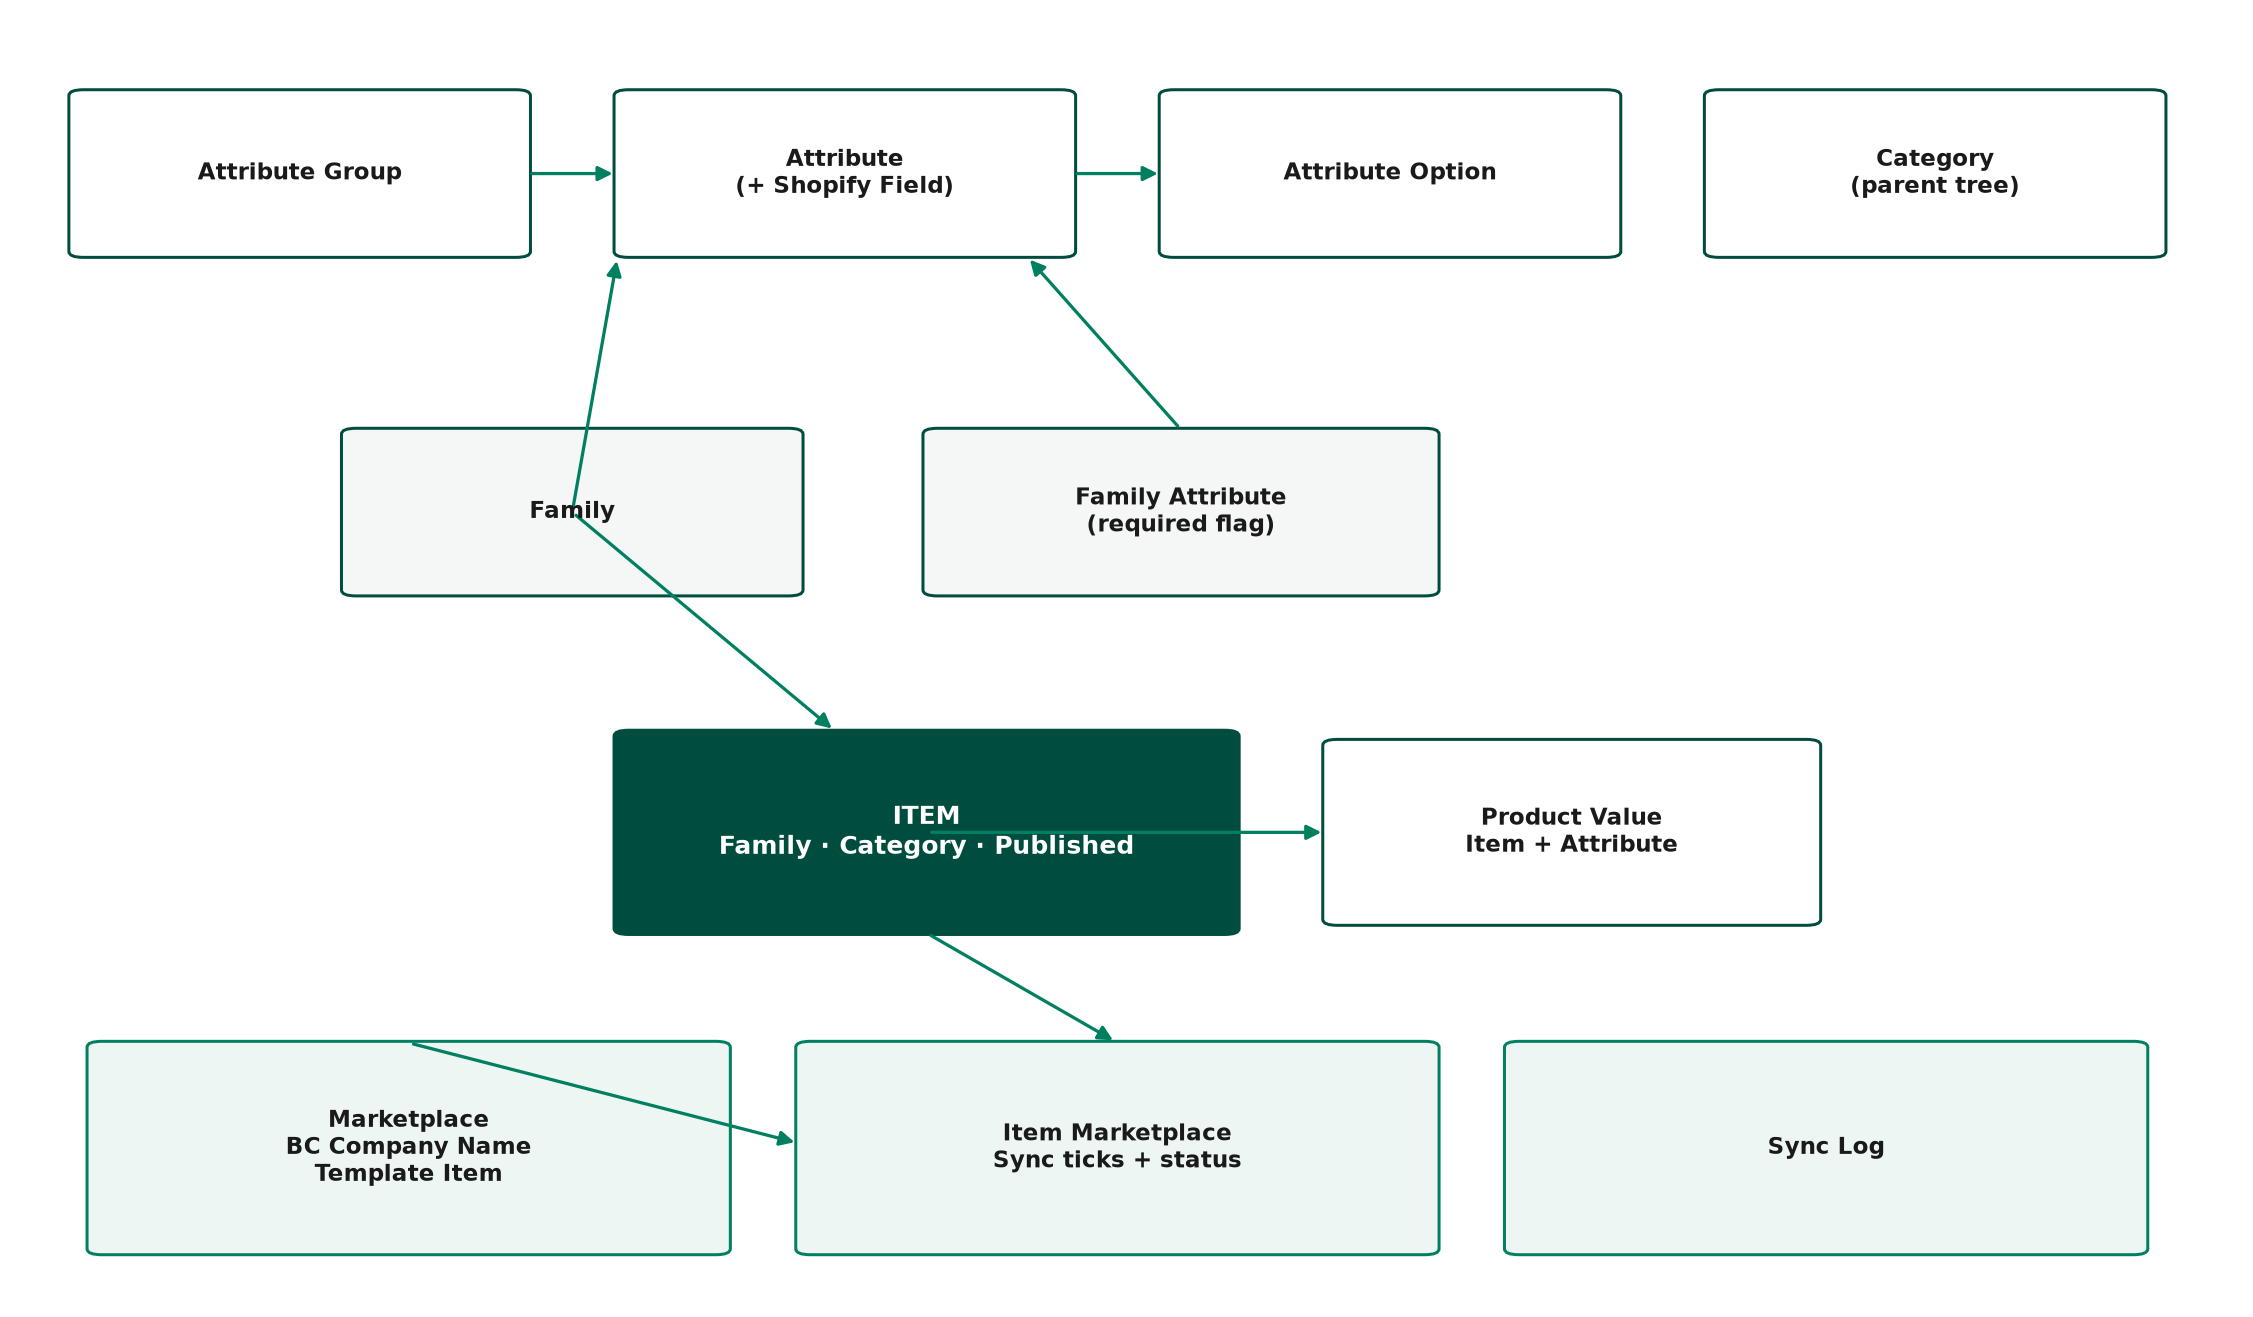 Attribute Group
Attribute
(+ Shopify Field)
Attribute Option
Category
(parent tree)
Family
Family Attribute
(required flag)
ITEM
Family · Category · Published
Product Value
Item + Attribute
Marketplace
BC Company Name
Template Item
Item Marketplace
Sync ticks + status
Sync Log